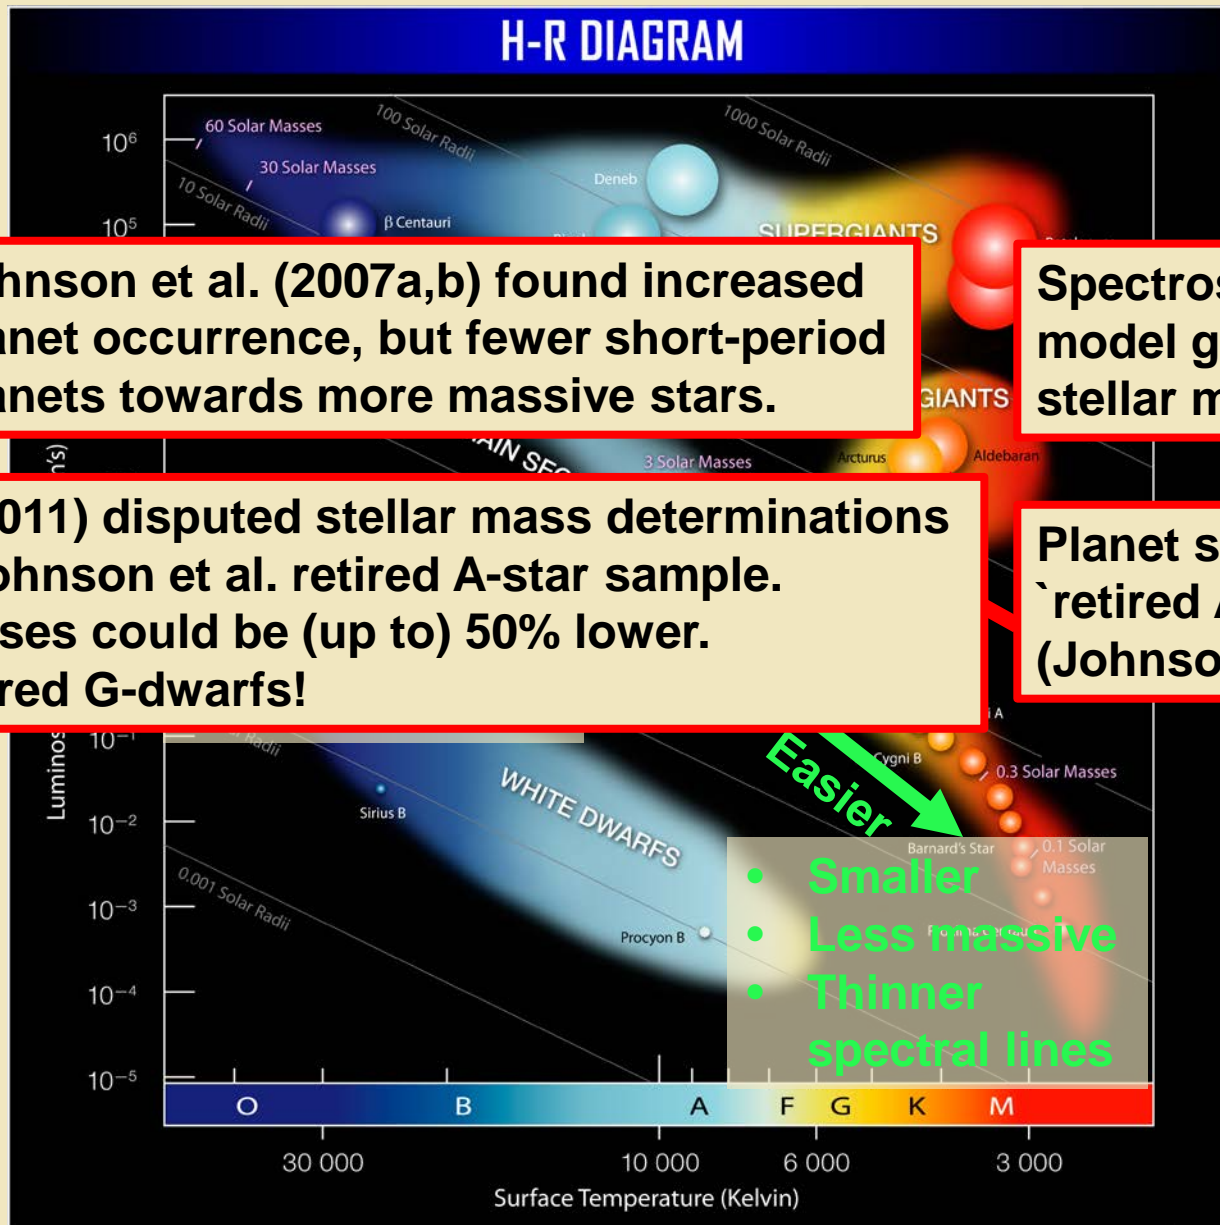 H-R DIAGRAM
10⁶
60 Solar Masses
100 Solar Radii
1000 Solar Radii
30 Solar Masses
10 Solar Radii
Deneb
10⁵
β Centauri
SUPERGIANTS
hnson et al. (2007a,b) found increased
anet occurrence, but fewer short-period
anets towards more massive stars.
Spectros
model g
stellar m
GIANTS
3 Solar Masses
Arcturus
Aldebaran
011) disputed stellar mass determinations
ohnson et al. retired A-star sample.
ses could be (up to) 50% lower.
red G-dwarfs!
Planet s
`retired A
(Johnso
10⁻¹
Luminos
Radii
i A
Cygni B
Easier
0.3 Solar Masses
WHITE DWARFS
Sirius B
10⁻²
Barnard's Star
0.1 Solar
Masses
0.001 Solar Radii
• Smaller
10⁻³
Procyon B
• Less massive
Proxima Centauri
• Thinner
spectral lines
10⁻⁴
10⁻⁵
O B A F G K M
30 000 10 000 6 000 3 000
Surface Temperature (Kelvin)